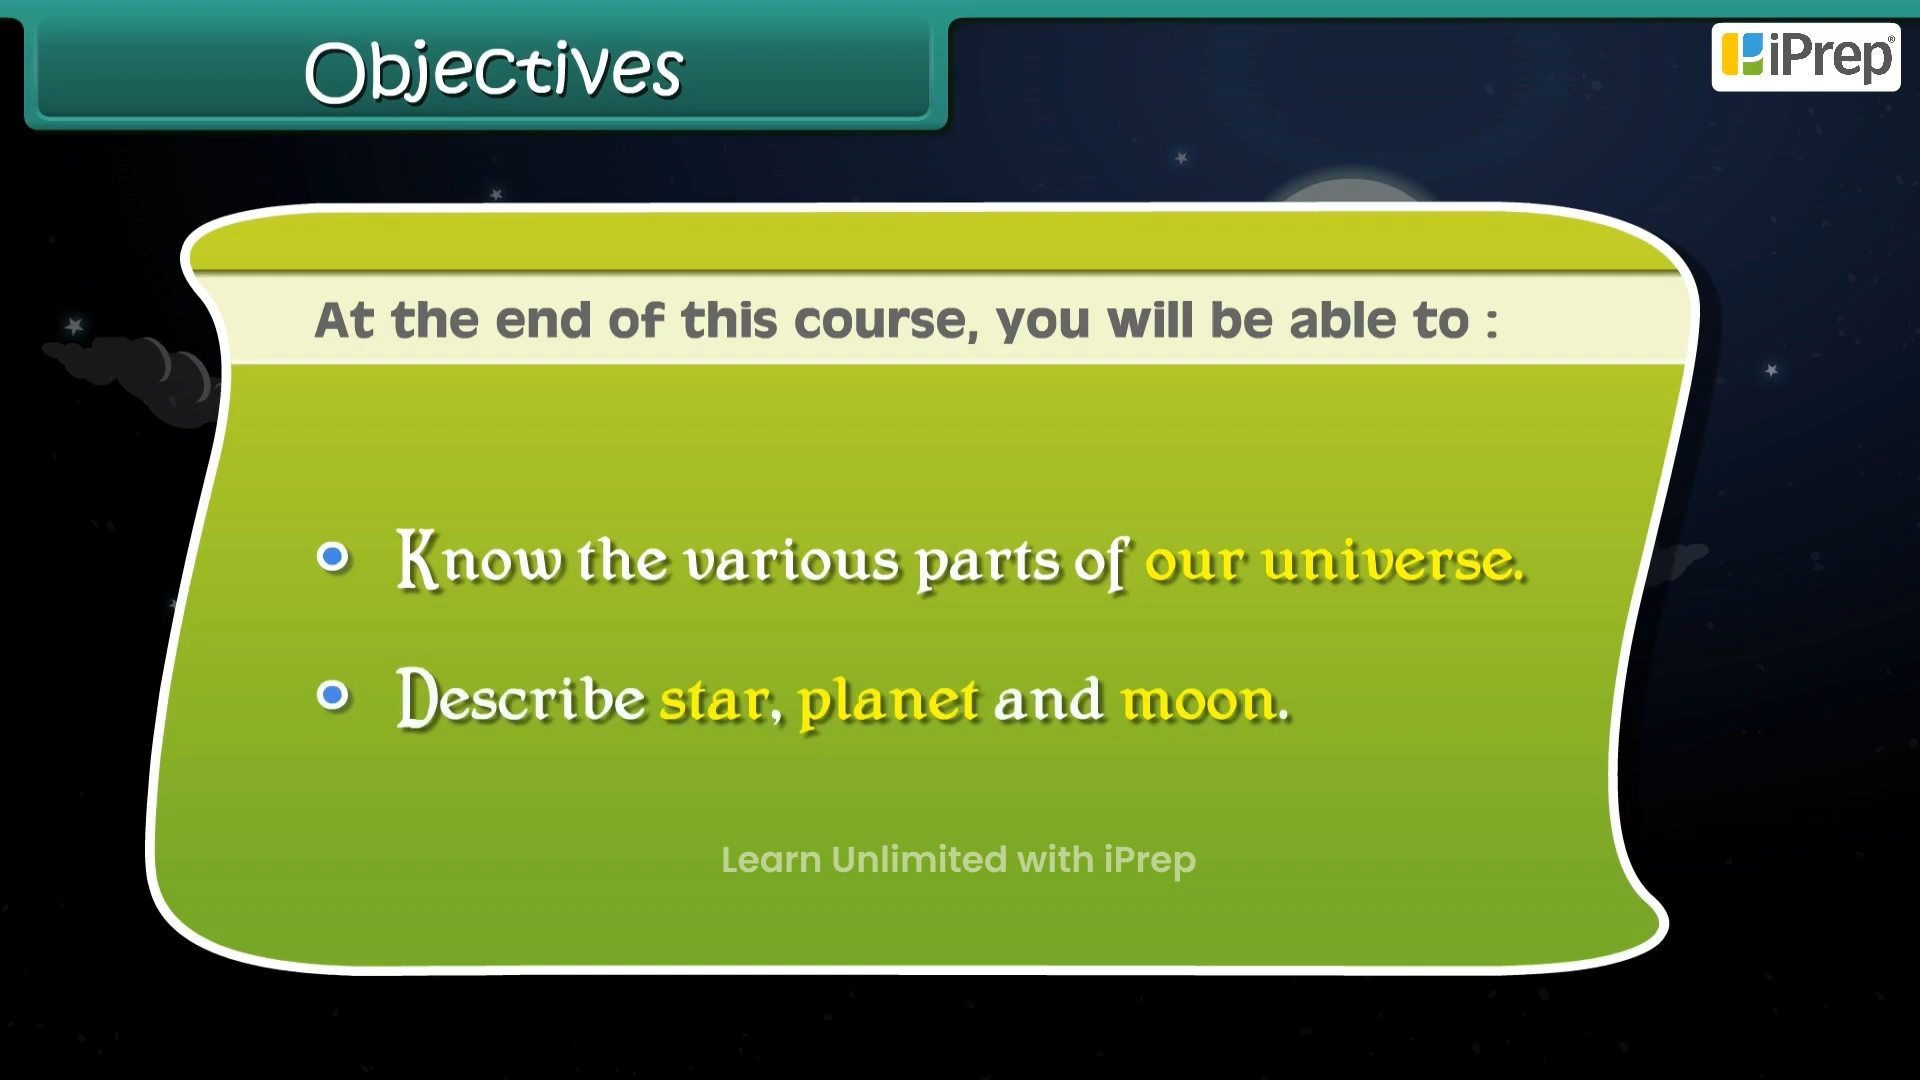 Objectives
iPrep®
At the end of this course, you will be able to :
Know the various parts of our universe.
Describe star, planet and moon.
Learn Unlimited with iPrep